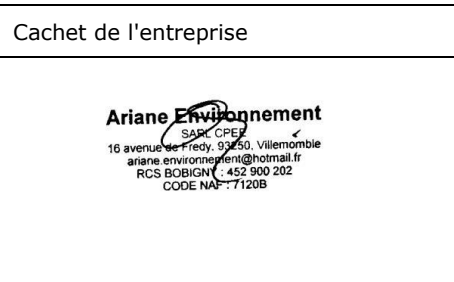 Cachet de l'entreprise
Ariane Environnement
SARL CPEE
16 avenue de Fredy. 93250, Villemomble
ariane.environnement@hotmail.fr
RCS BOBIGNY : 452 900 202
CODE NAF : 7120B